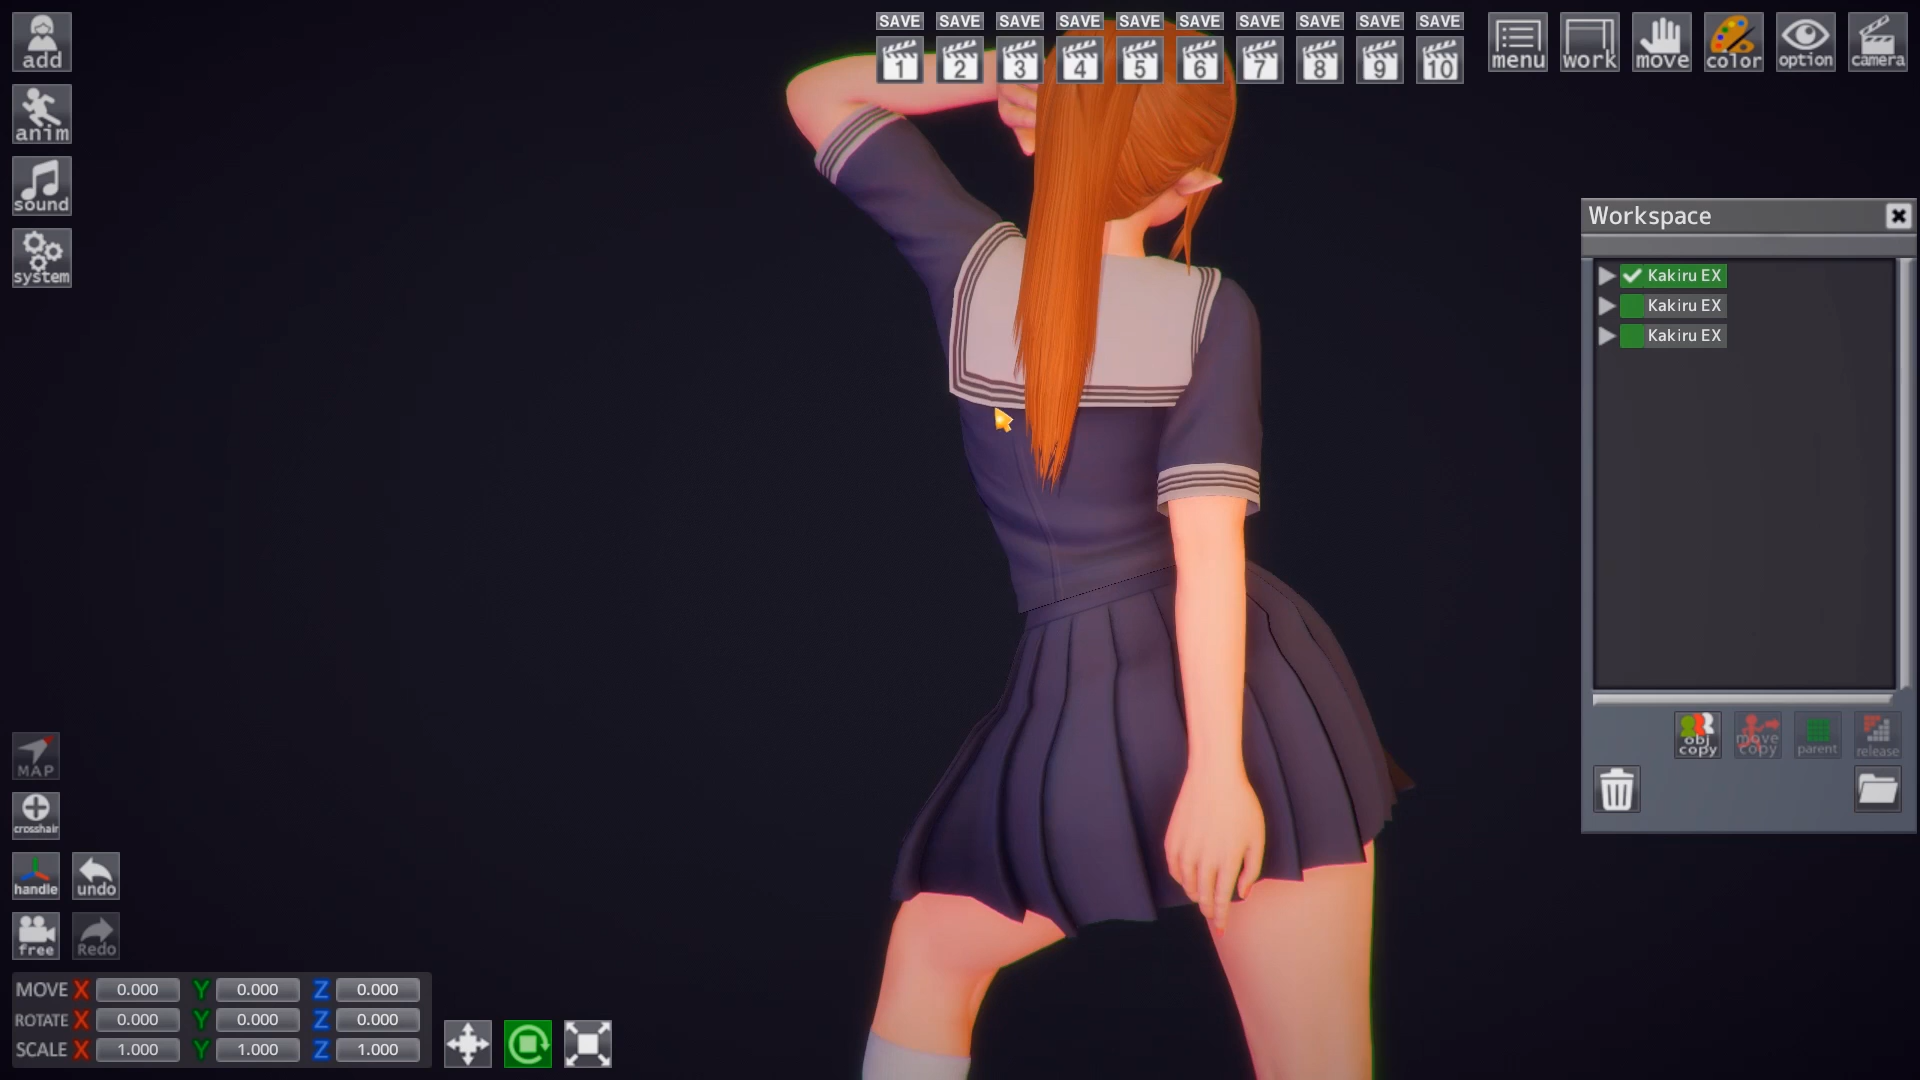 SAVE SAVE SAVE SAVE SAVE SAVE SAVE SAVE SAVE SAVE
1 2 3 4 5 6 7 8 9 10
menu work move color option camera
add
anim
sound
system
Workspace
Kakiru EX
Kakiru EX
Kakiru EX
obj copy
move copy
parent
release
MAP
crosshair
handle undo
free Redo
MOVE X 0.000 Y 0.000 Z 0.000
ROTATE X 0.000 Y 0.000 Z 0.000
SCALE X 1.000 Y 1.000 Z 1.000